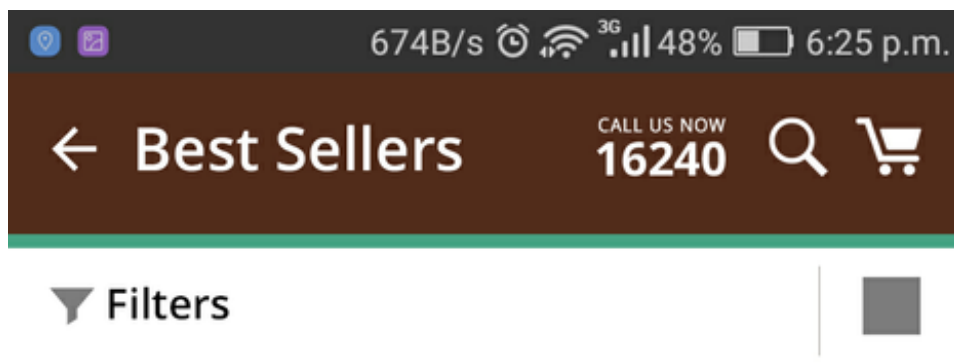 674B/s 3G 48% 6:25 p.m.
Best Sellers
CALL US NOW
16240
Filters